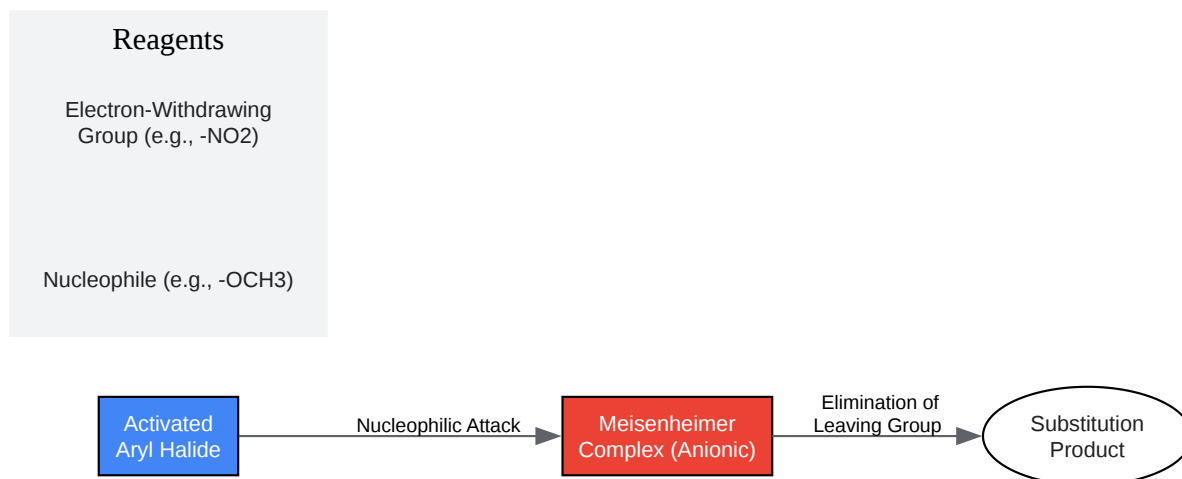 Reagents
Electron-Withdrawing
Group (e.g., -NO2)
Nucleophile (e.g., -OCH3)
Activated
Aryl Halide
Nucleophilic Attack
Meisenheimer
Complex (Anionic)
Elimination of
Leaving Group
Substitution
Product